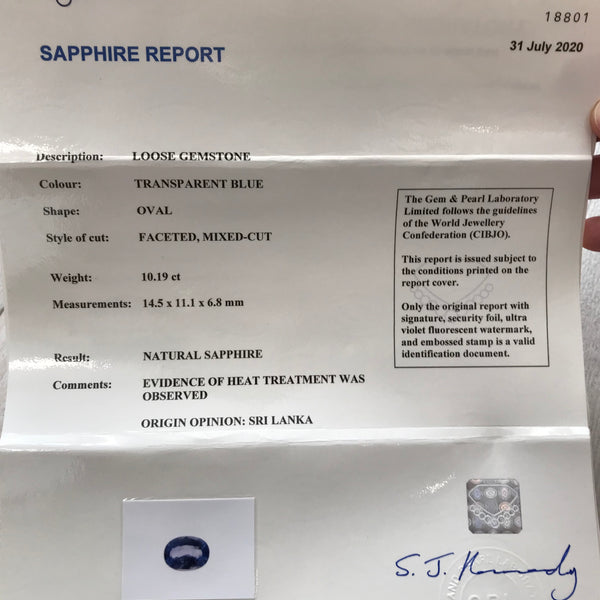 18801
31 July 2020
SAPPHIRE REPORT
Description: LOOSE GEMSTONE
Colour: TRANSPARENT BLUE
Shape: OVAL
Style of cut: FACETED, MIXED-CUT
Weight: 10.19 ct
Measurements: 14.5 x 11.1 x 6.8 mm
Result: NATURAL SAPPHIRE
Comments: EVIDENCE OF HEAT TREATMENT WAS
OBSERVED
ORIGIN OPINION: SRI LANKA
The Gem & Pearl Laboratory
Limited follows the guidelines
of the World Jewellery
Confederation (CIBJO).
This report is issued subject to
the conditions printed on the
report cover.
Only the original report with
signature, security foil, ultra
violet fluorescent watermark,
and embossed stamp is a valid
identification document.
S. J. Kennedy